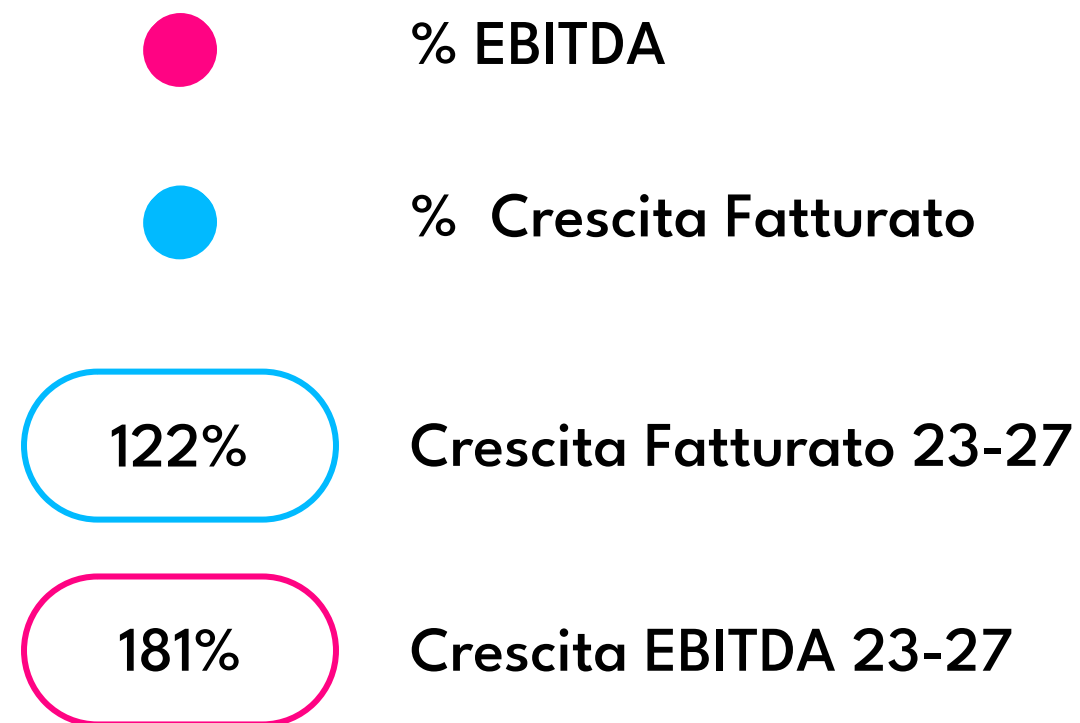 % EBITDA
% Crescita Fatturato
122% Crescita Fatturato 23-27
181% Crescita EBITDA 23-27